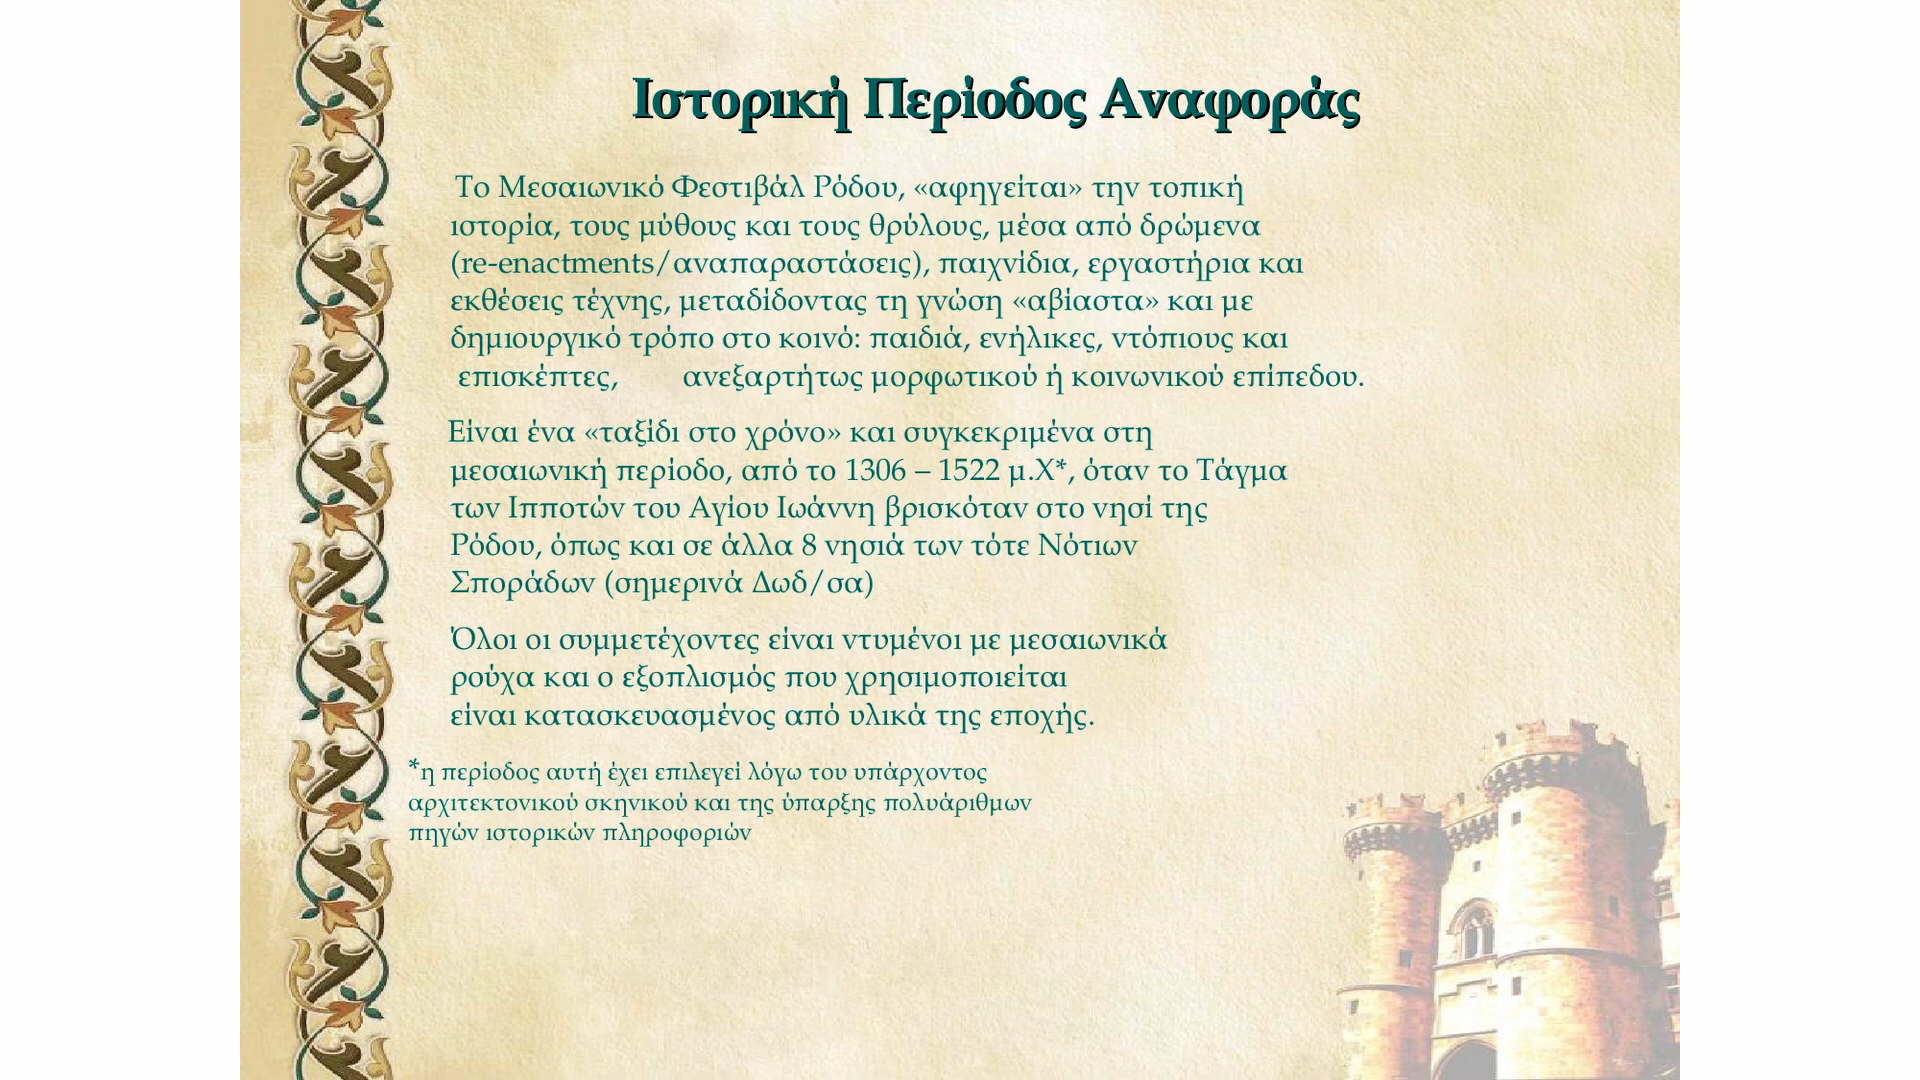 Ιστορική Περίοδος Αναφοράς
Το Μεσαιωνικό Φεστιβάλ Ρόδου, «αφηγείται» την τοπική
ιστορία, τους μύθους και τους θρύλους, μέσα από δρώμενα
(re-enactments/αναπαραστάσεις), παιχνίδια, εργαστήρια και
εκθέσεις τέχνης, μεταδίδοντας τη γνώση «αβίαστα» και με
δημιουργικό τρόπο στο κοινό: παιδιά, ενήλικες, ντόπιους και
επισκέπτες, ανεξαρτήτως μορφωτικού ή κοινωνικού επίπεδου.
Είναι ένα «ταξίδι στο χρόνο» και συγκεκριμένα στη
μεσαιωνική περίοδο, από το 1306 – 1522 μ.Χ*, όταν το Τάγμα
των Ιπποτών του Αγίου Ιωάννη βρισκόταν στο νησί της
Ρόδου, όπως και σε άλλα 8 νησιά των τότε Νότιων
Σποράδων (σημερινά Δωδ/σα)
Όλοι οι συμμετέχοντες είναι ντυμένοι με μεσαιωνικά
ρούχα και ο εξοπλισμός που χρησιμοποιείται
είναι κατασκευασμένος από υλικά της εποχής.
*η περίοδος αυτή έχει επιλεγεί λόγω του υπάρχοντος
αρχιτεκτονικού σκηνικού και της ύπαρξης πολυάριθμων
πηγών ιστορικών πληροφοριών